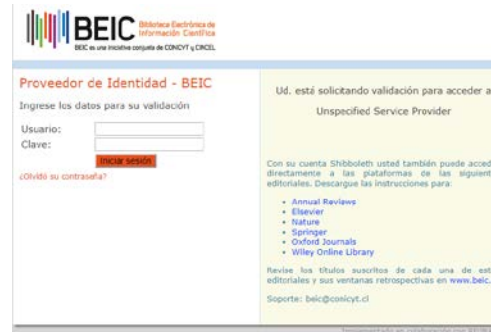 BEIC Biblioteca Electrónica de
Información Científica
BEIC es una iniciativa conjunta de CONICYT y CINCEL
Proveedor de Identidad - BEIC
Ingrese los datos para su validación
Usuario:
Clave:
Iniciar sesión
¿Olvidó su contraseña?
Ud. está solicitando validación para acceder a
Unspecified Service Provider
Con su cuenta Shibboleth usted también puede acced
directamente a las plataformas de las siguient
editoriales. Descargue las instrucciones para:
Annual Reviews
Elsevier
Nature
Springer
Oxford Journals
Wiley Online Library
Revise los títulos suscritos de cada una de est
editoriales y sus ventanas retrospectivas en www.beic.
Soporte: beic@conicyt.cl